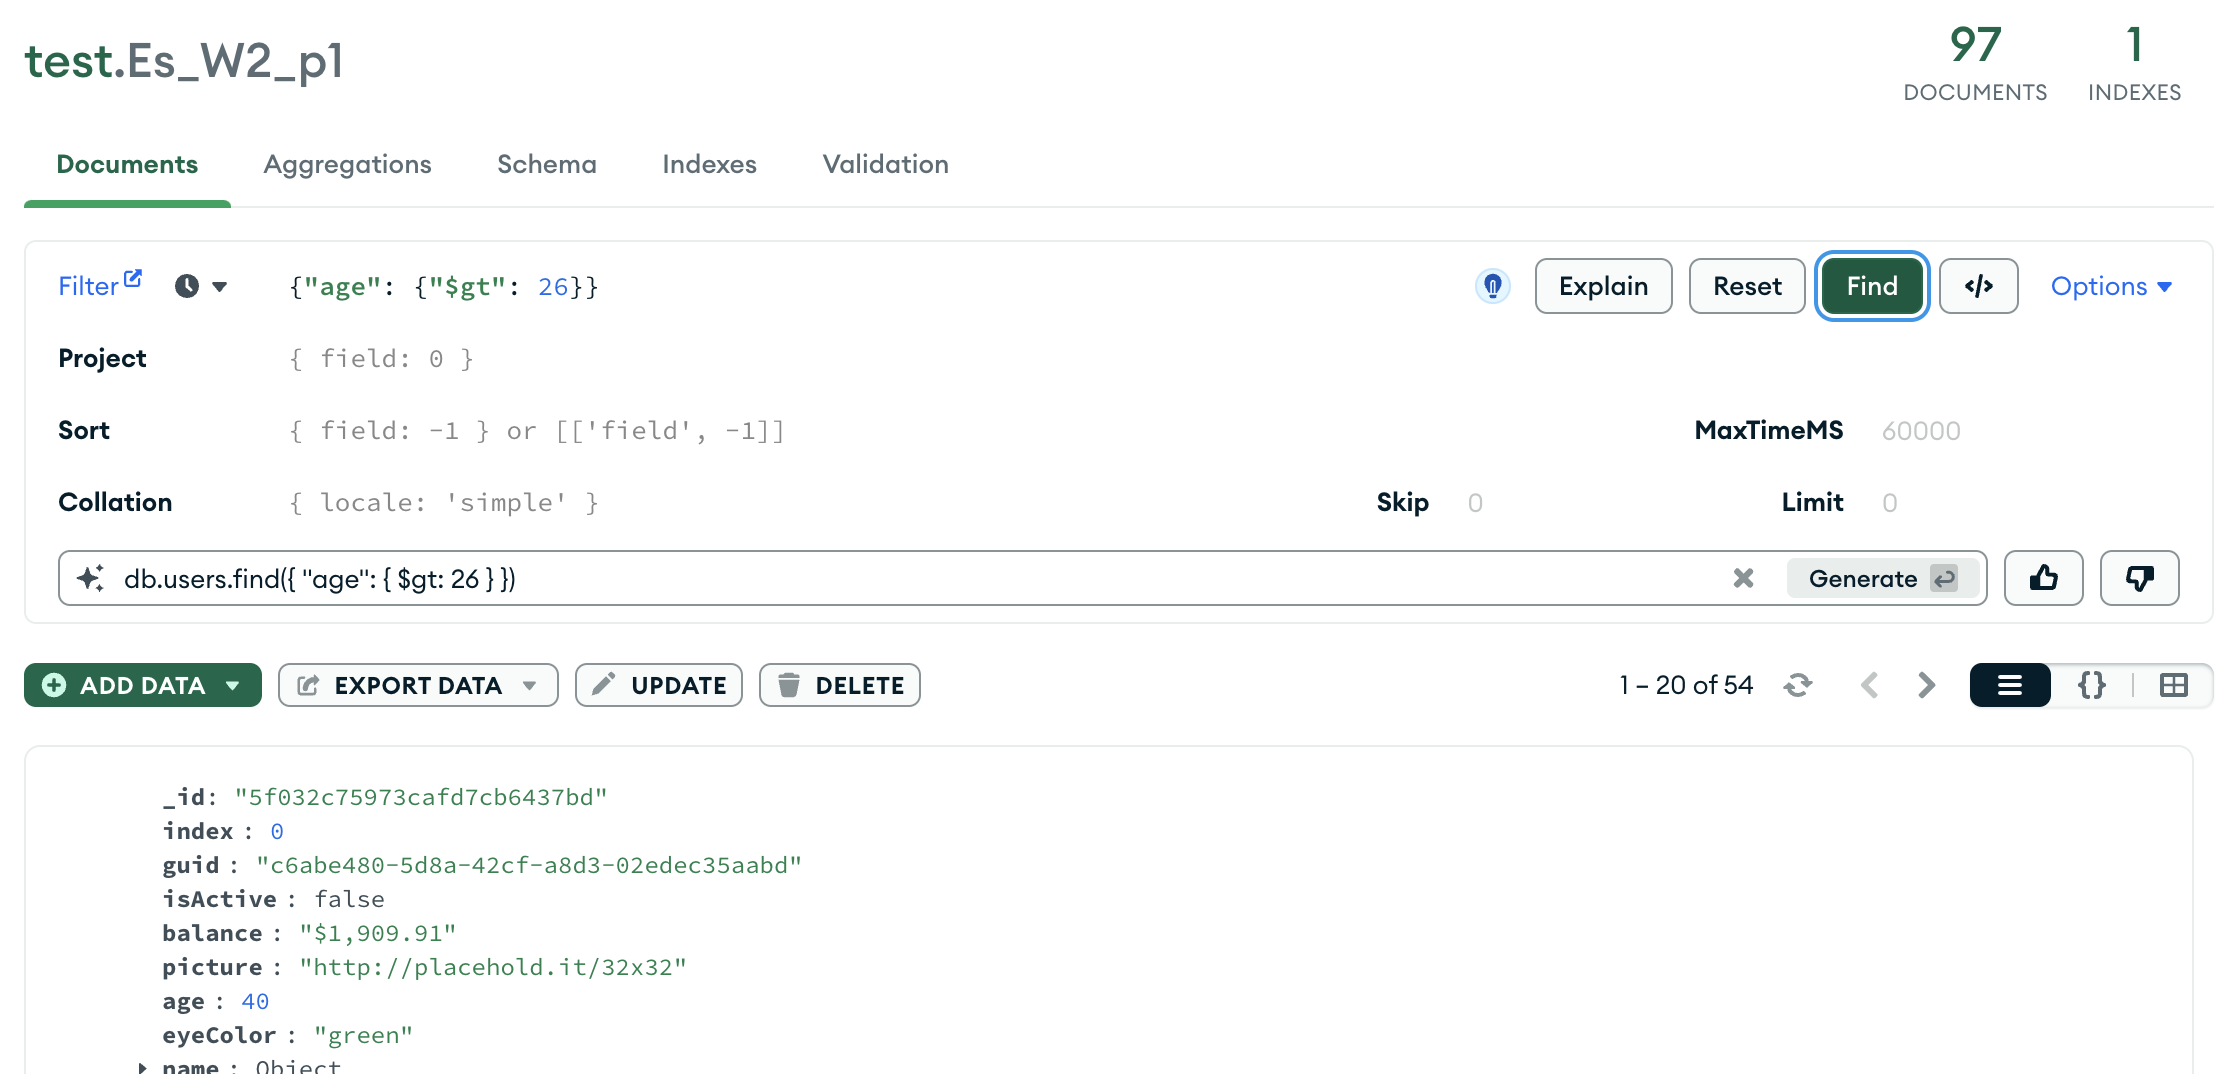 test.Es_W2_p1
97
DOCUMENTS
1
INDEXES
Documents Aggregations Schema Indexes Validation
Filter {"age": {"$gt": 26}} Explain Reset Find </> Options
Project { field: 0 }
Sort { field: -1 } or [['field', -1]] MaxTimeMS 60000
Collation { locale: 'simple' } Skip 0 Limit 0
db.users.find({ "age": { $gt: 26 } }) Generate
ADD DATA EXPORT DATA UPDATE DELETE 1 – 20 of 54 {}
_id: "5f032c75973cafd7cb6437bd"
index : 0
guid : "c6abe480-5d8a-42cf-a8d3-02edec35aabd"
isActive : false
balance : "$1,909.91"
picture : "http://placehold.it/32x32"
age : 40
eyeColor : "green"
name : Object